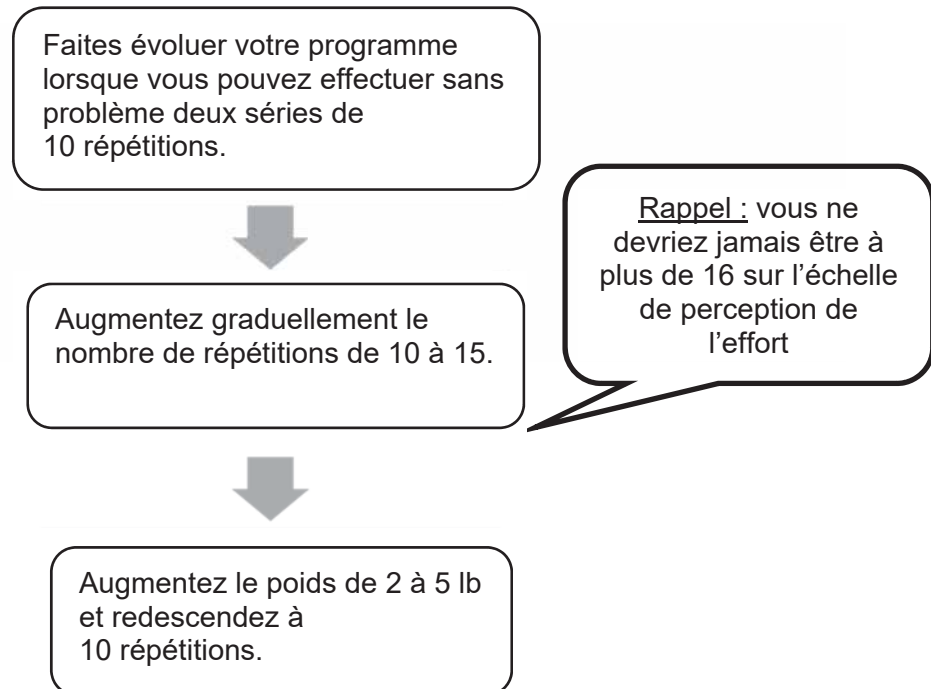 Faites évoluer votre programme
lorsque vous pouvez effectuer sans
problème deux séries de
10 répétitions.
Rappel : vous ne
devriez jamais être à
plus de 16 sur l’échelle
de perception de
l’effort
Augmentez graduellement le
nombre de répétitions de 10 à 15.
Augmentez le poids de 2 à 5 lb
et redescendez à
10 répétitions.